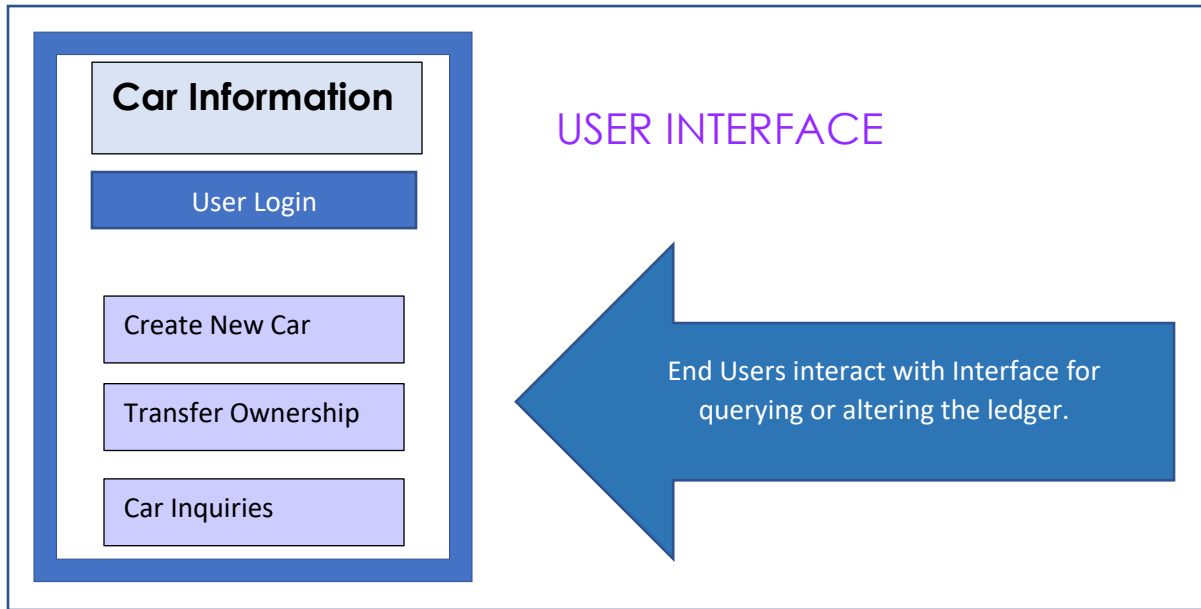 Car Information
USER INTERFACE
User Login
Create New Car
Transfer Ownership
Car Inquiries
End Users interact with Interface for
querying or altering the ledger.